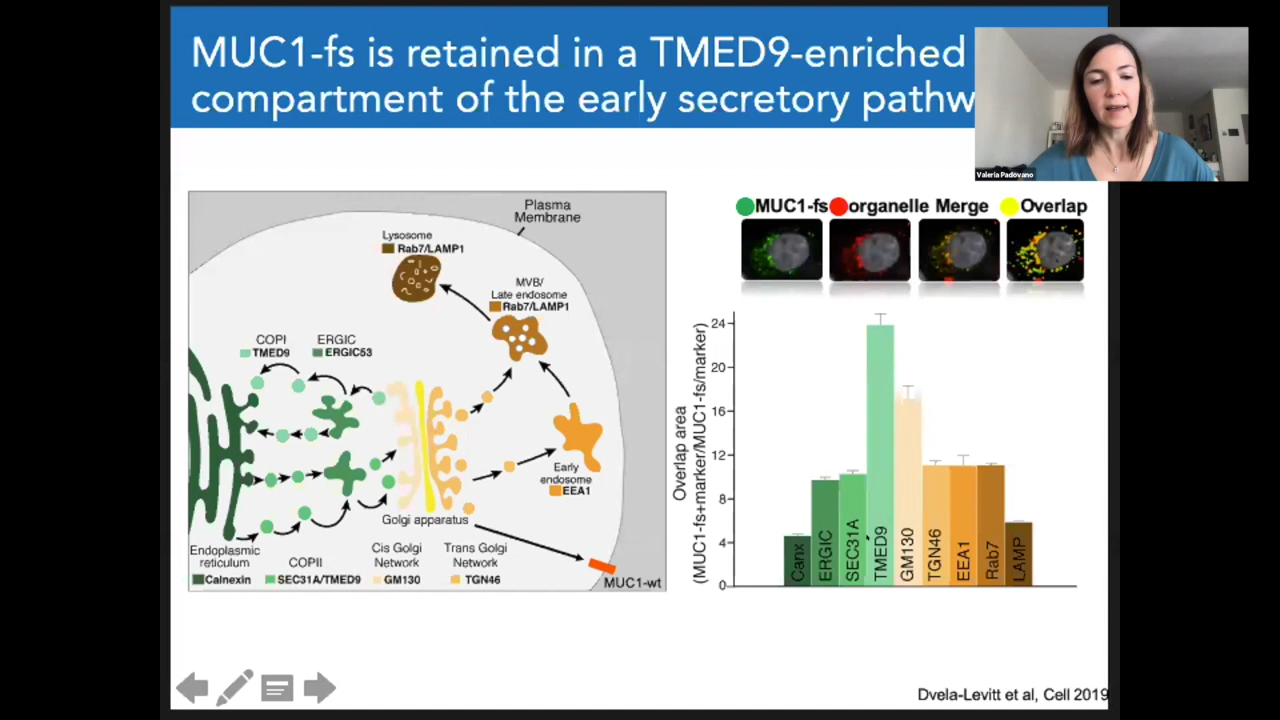 MUC1-fs is retained in a TMED9-enriched
compartment of the early secretory pathw
Valeria Padovano
Plasma
Membrane
Lysosome
Rab7/LAMP1
MVB/
Late endosome
Rab7/LAMP1
COPI
TMED9
ERGIC
ERGIC53
Early
endosome
EEA1
Golgi apparatus
Endoplasmic
reticulum
Calnexin
COPII
SEC31A/TMED9
Cis Golgi
Network
GM130
Trans Golgi
Network
TGN46
MUC1-wt
MUC1-fs organelle Merge Overlap
Overlap area
(MUC1-fs+marker/MUC1-fs/marker)
24
20
16
12
8
4
0
Canx
ERGIC
SEC31A
TMED9
GM130
TGN46
EEA1
Rab7
LAMP
Dvela-Levitt et al, Cell 2019